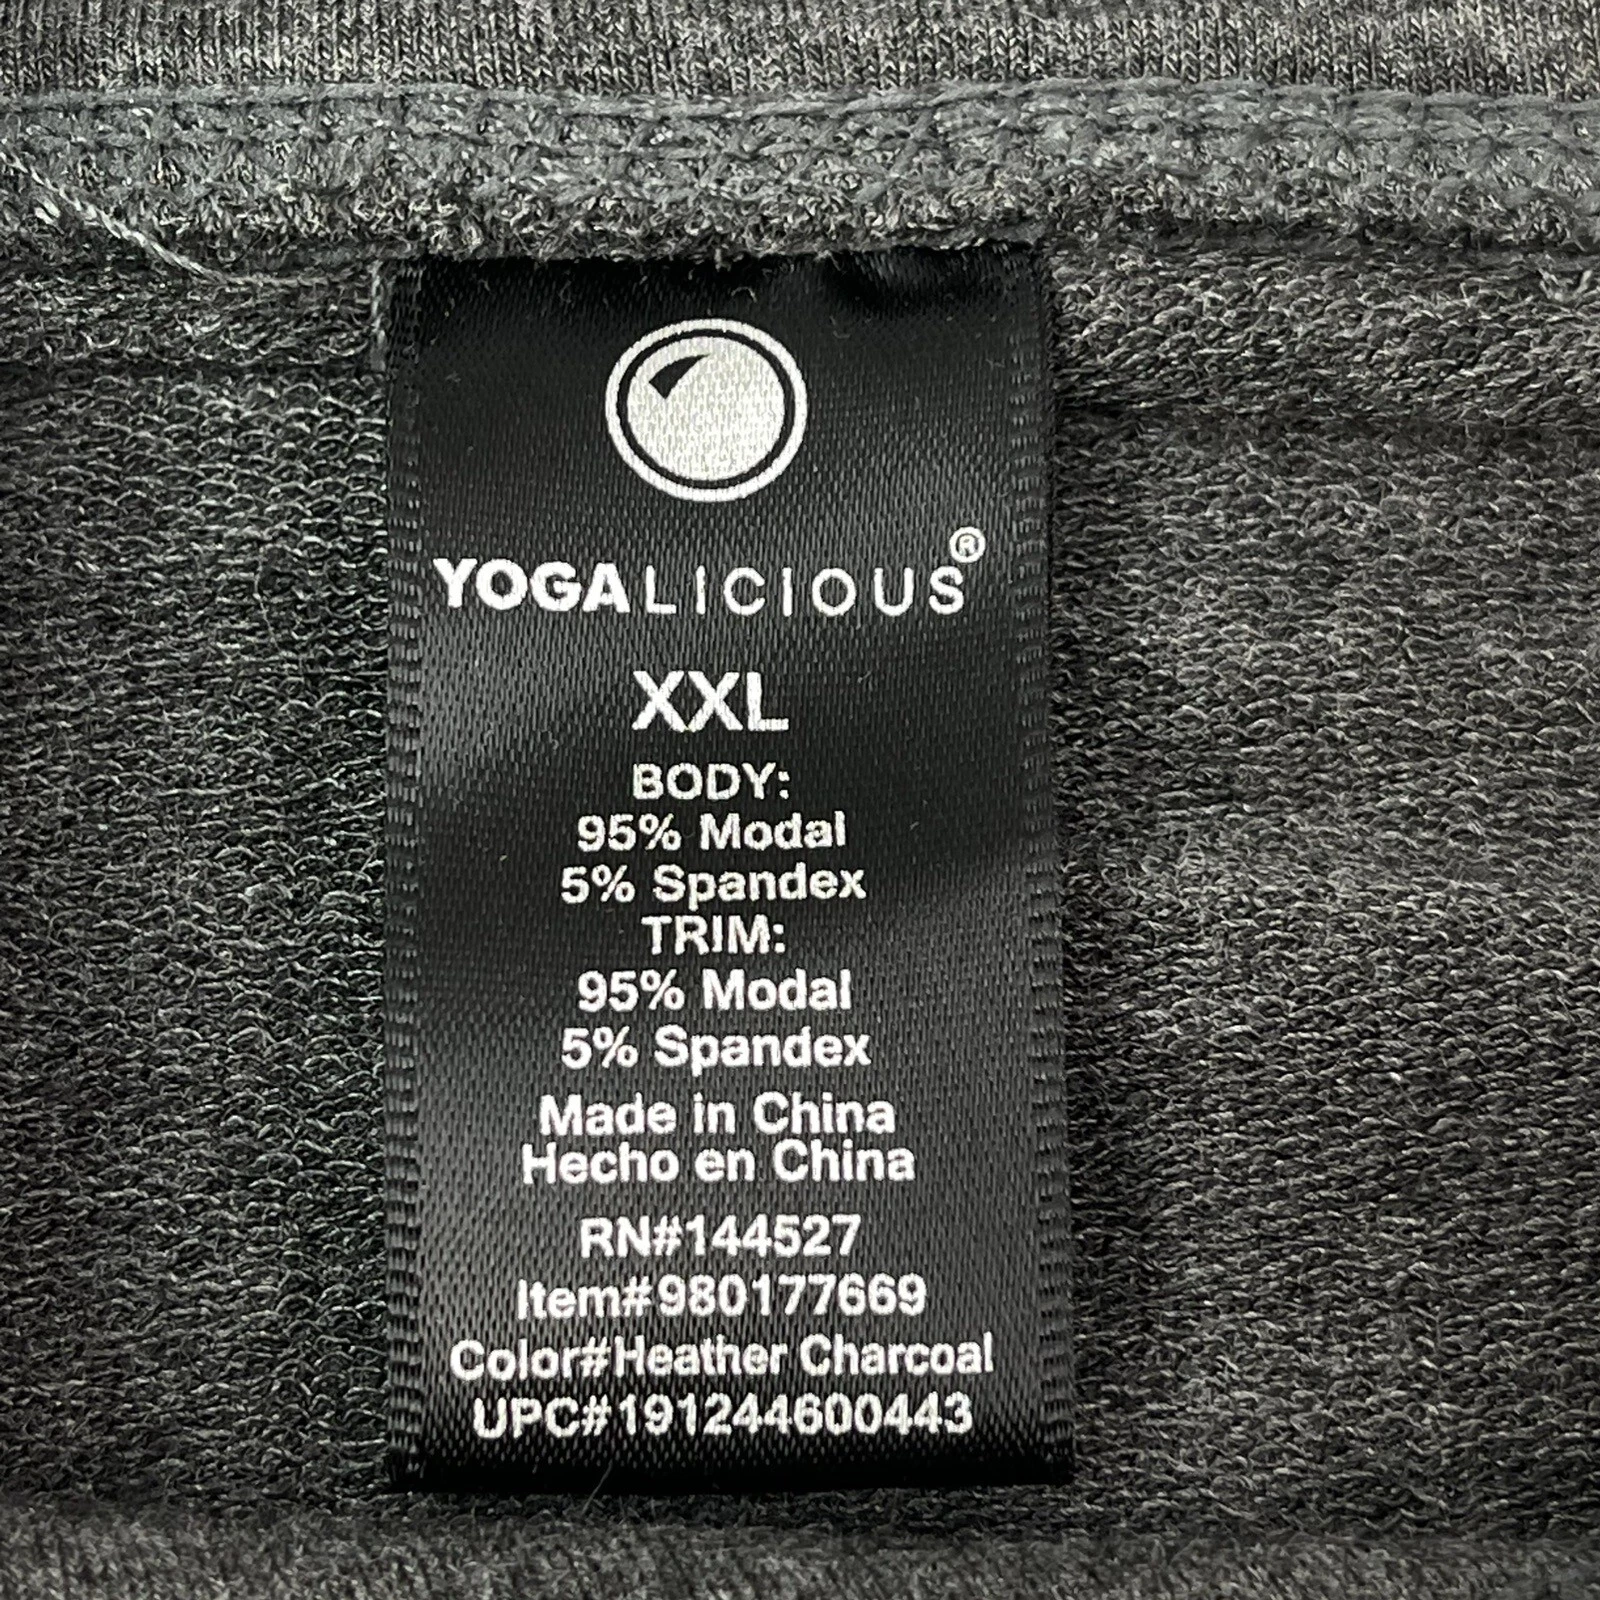 YOGALICIOUS®
XXL
BODY:
95% Modal
5% Spandex
TRIM:
95% Modal
5% Spandex
Made in China
Hecho en China
RN#144527
Item#980177669
Color#Heather Charcoal
UPC#191244600443